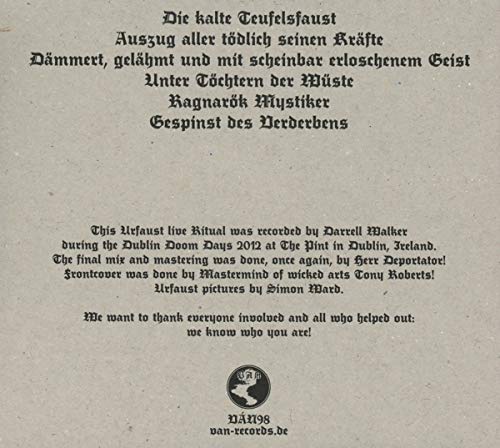 Die kalte Teufelsfaust
Auszug aller tödlich seinen Kräfte
Dämmert, gelähmt und mit scheinbar erloschenem Geist
Unter Töchtern der Wüste
Ragnarök Mystiker
Gespinst des Verderbens
This Urfaust live Ritual was recorded by Darrell Walker
during the Dublin Doom Days 2012 at The Pint in Dublin, Ireland.
The final mix and mastering was done, once again, by Herr Deportator!
Frontcover was done by Mastermind of wicked arts Tony Roberts!
Urfaust pictures by Simon Ward.
We want to thank everyone involved and all who helped out:
we know who you are!
VÁN
VÁN98
van-records.de